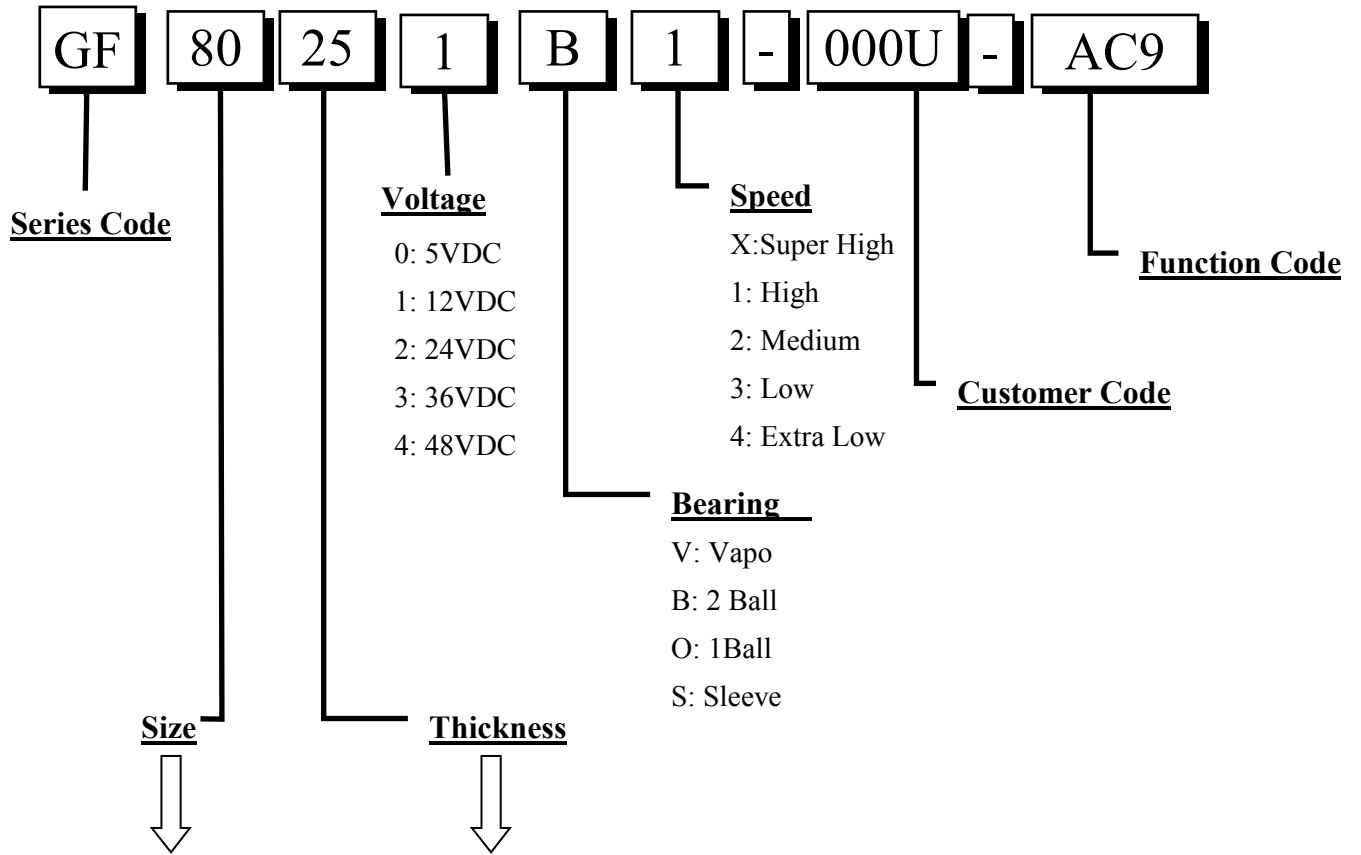 GF 80 25 1 B 1 - 000U - AC9
Series Code
Voltage
0: 5VDC
1: 12VDC
2: 24VDC
3: 36VDC
4: 48VDC
Speed
X:Super High
1: High
2: Medium
3: Low
4: Extra Low
Function Code
Customer Code
Bearing
V: Vapo
B: 2 Ball
O: 1Ball
S: Sleeve
Size
Thickness